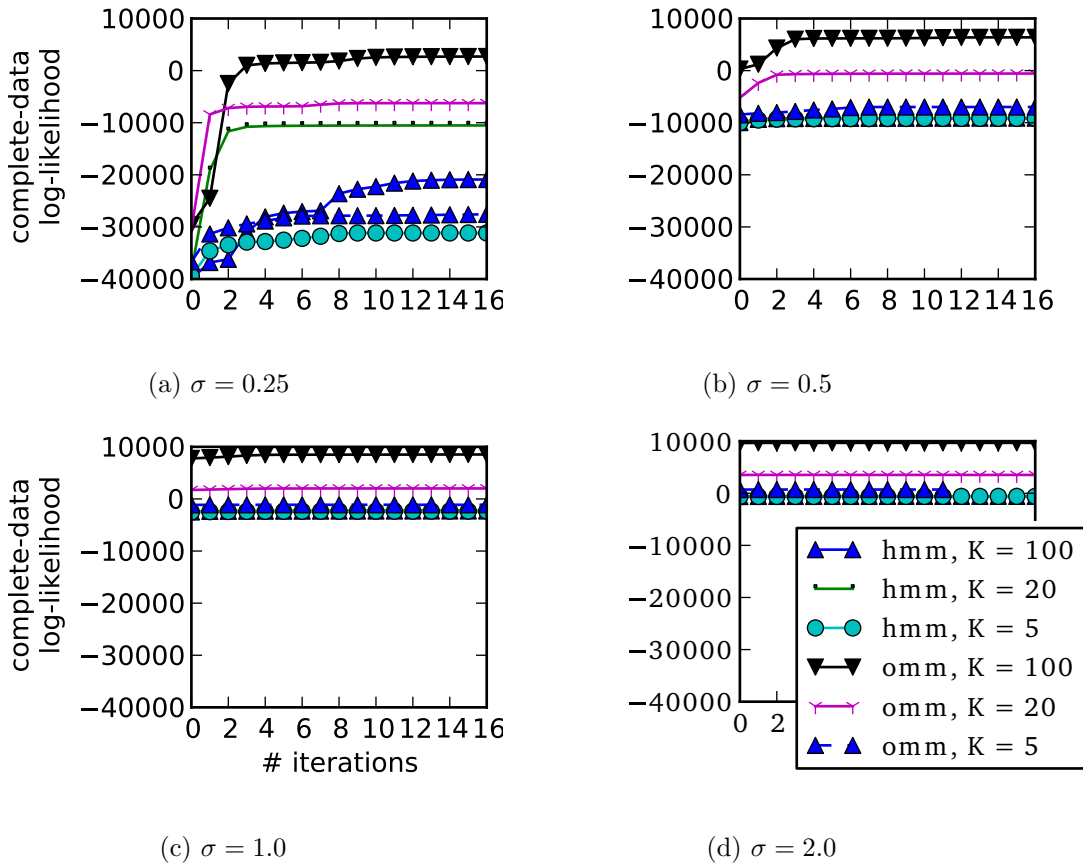 10000
0
−10000
−20000
−30000
−40000
complete-data
log-likelihood
0 2 4 6 8 10 12 14 16
(a) σ = 0.25
10000
0
−10000
−20000
−30000
−40000
0 2 4 6 8 10 12 14 16
(b) σ = 0.5
10000
0
−10000
−20000
−30000
−40000
complete-data
log-likelihood
0 2 4 6 8 10 12 14 16
# iterations
(c) σ = 1.0
10000
0
−10000
−20000
−30000
−40000
0 2
hmm, K = 100
hmm, K = 20
hmm, K = 5
omm, K = 100
omm, K = 20
omm, K = 5
(d) σ = 2.0